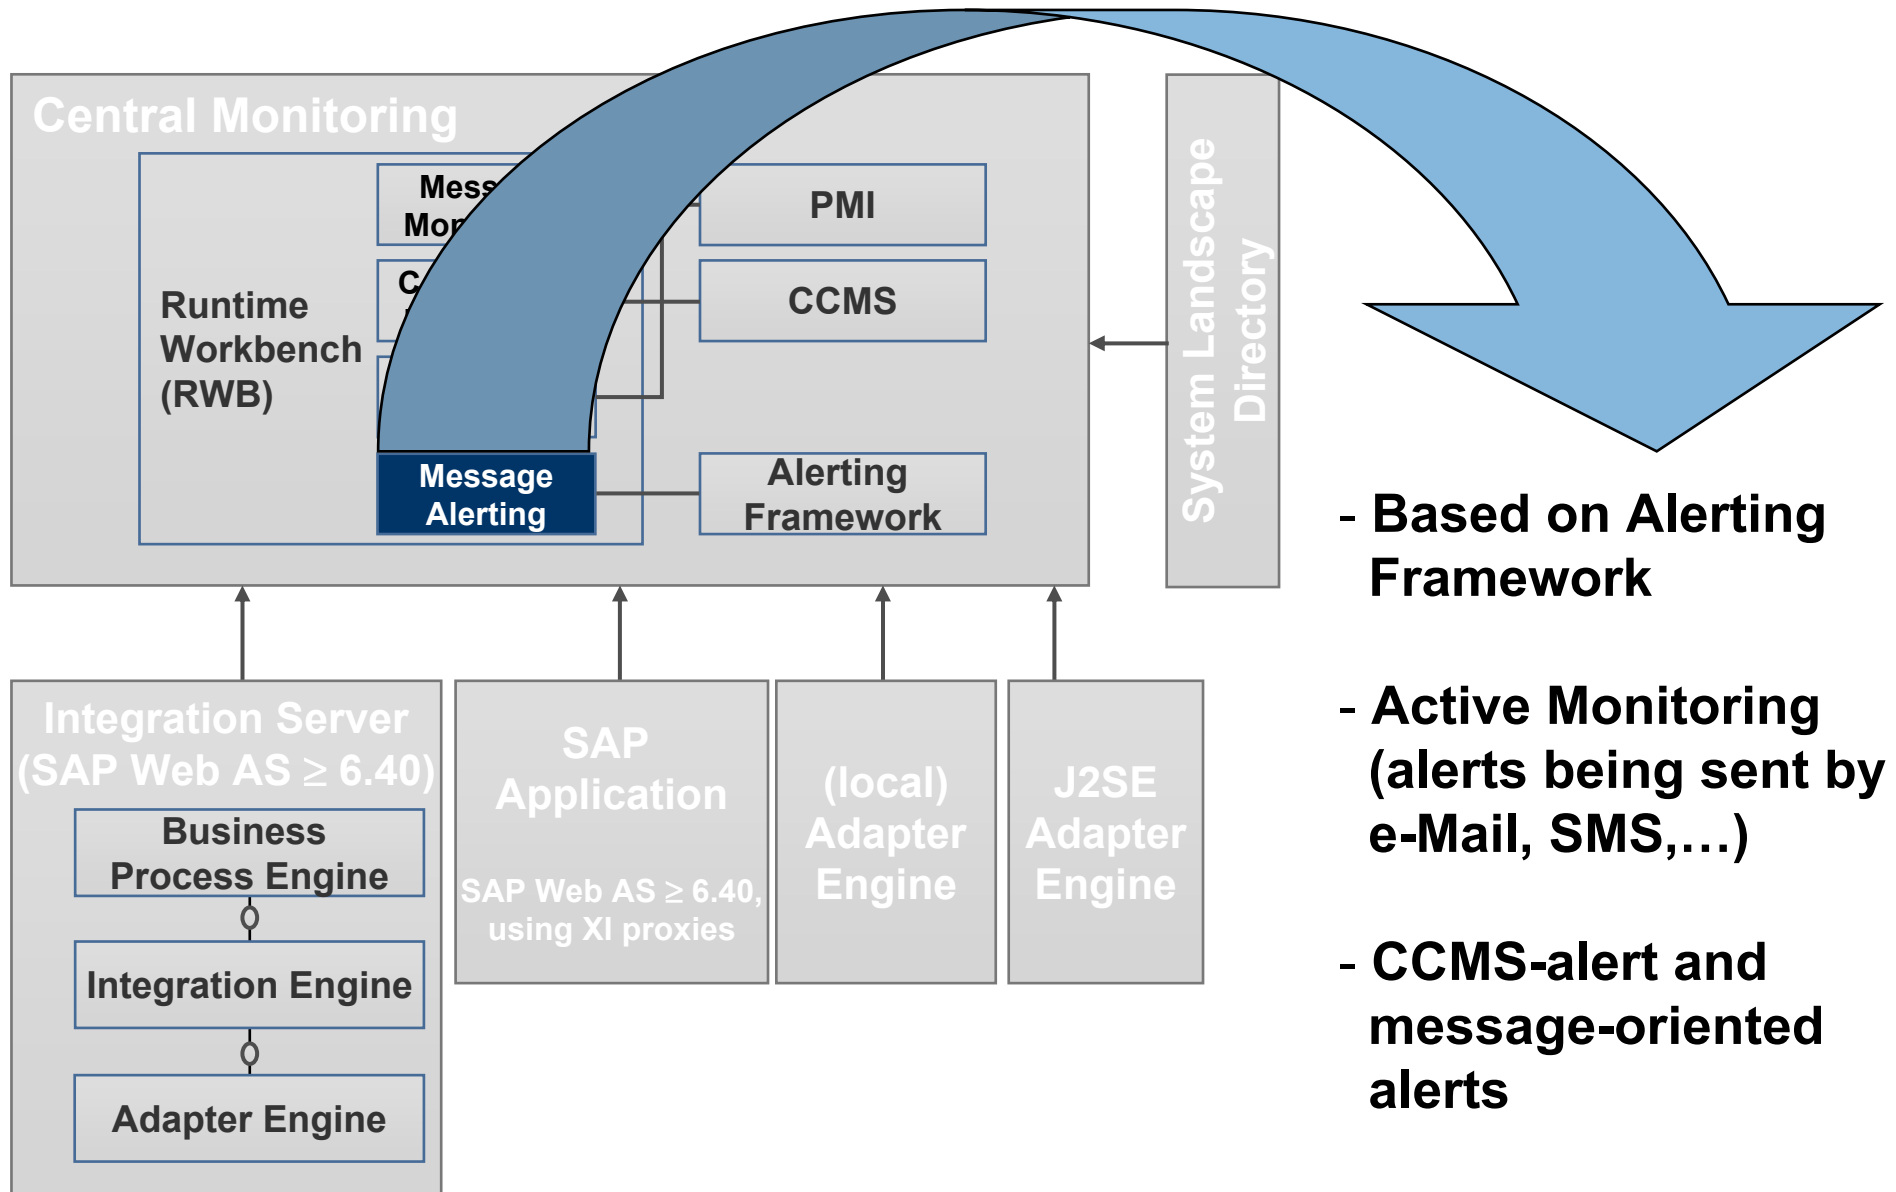 Central Monitoring
Runtime
Workbench
(RWB)
Message
Alerting
PMI
CCMS
Alerting
Framework
System Landscape
Directory
Integration Server
(SAP Web AS ≥ 6.40)
Business
Process Engine
Integration Engine
Adapter Engine
SAP
Application
SAP Web AS ≥ 6.40,
using XI proxies
(local)
Adapter
Engine
J2SE
Adapter
Engine
- Based on Alerting
Framework
- Active Monitoring
(alerts being sent by
e-Mail, SMS,…)
- CCMS-alert and
message-oriented
alerts